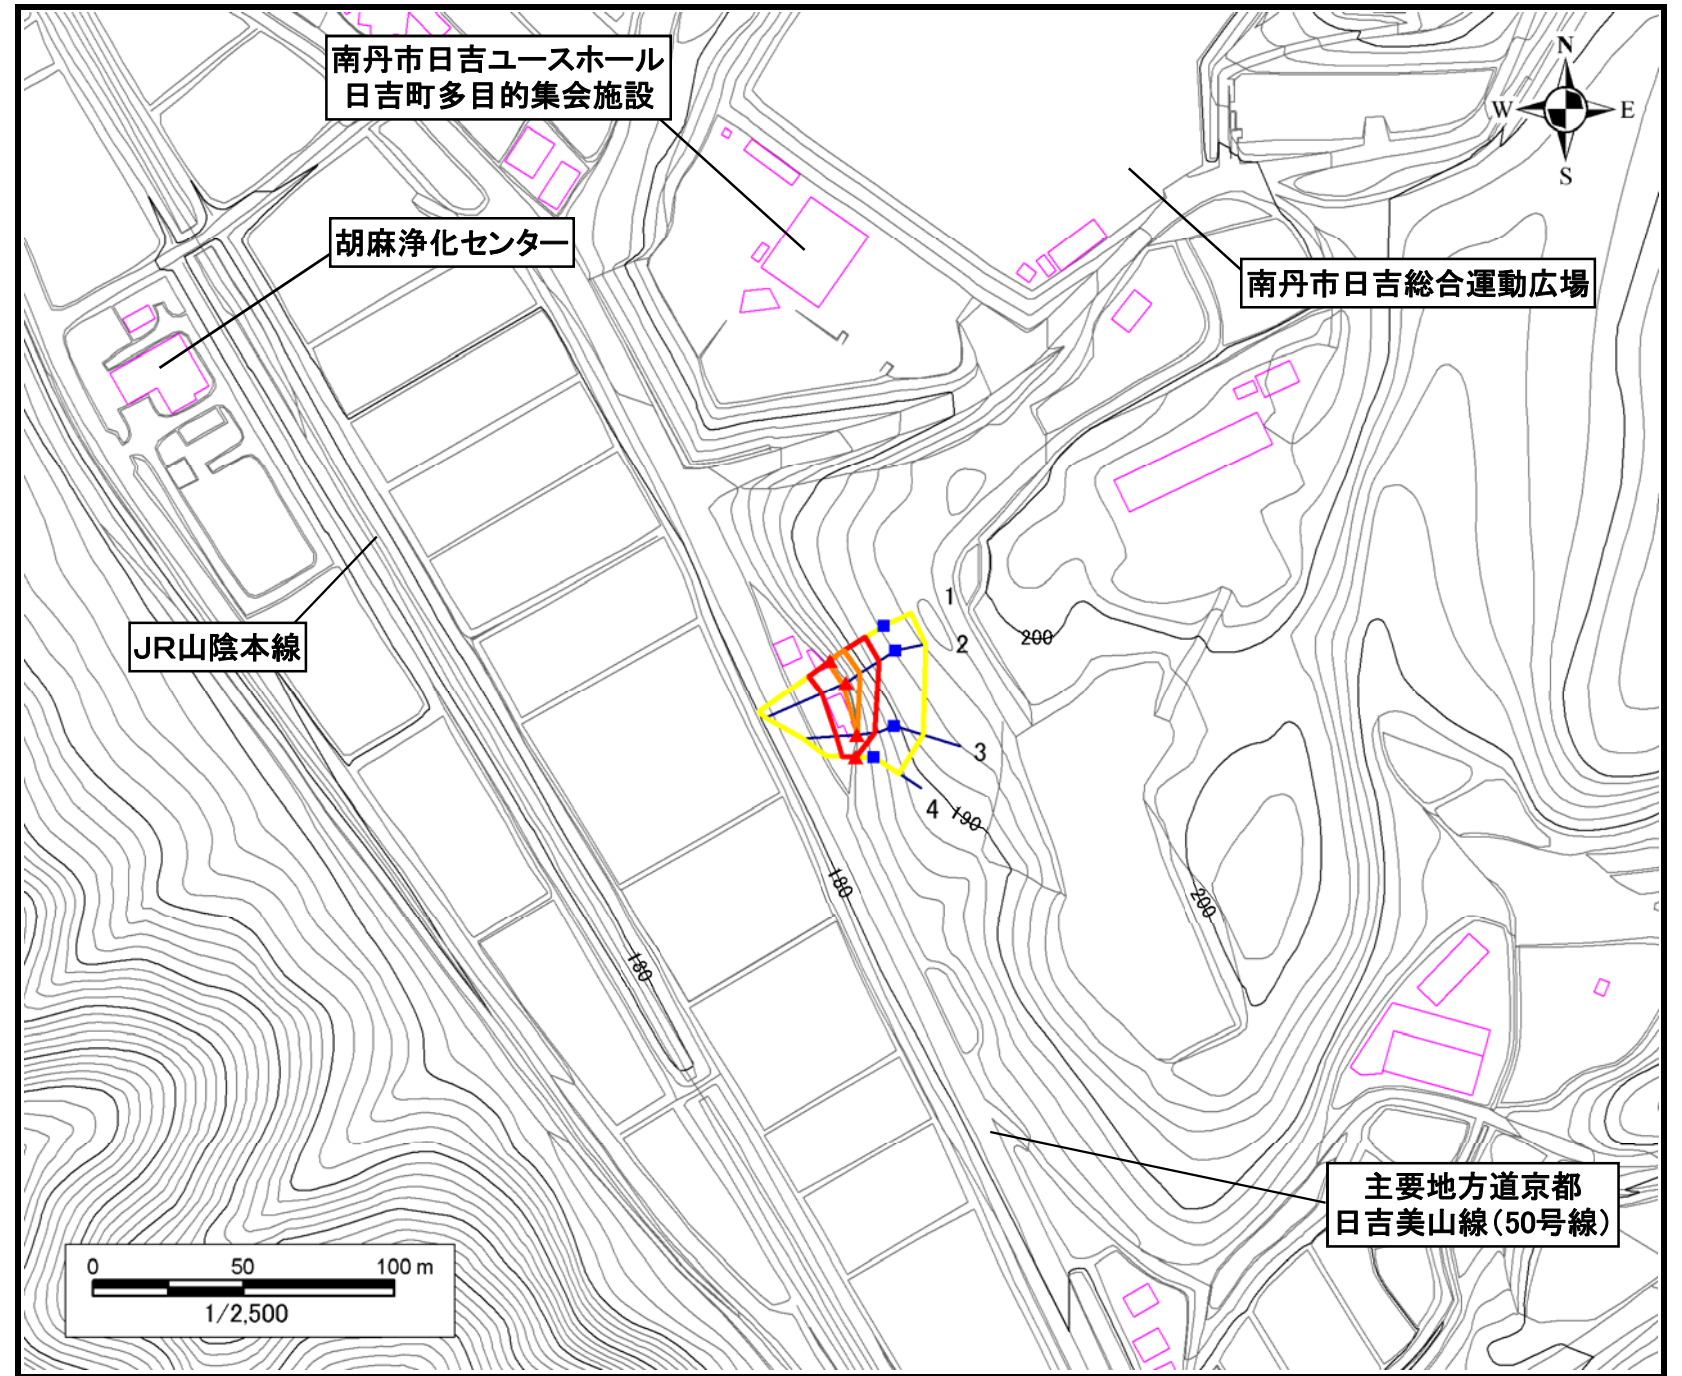 南丹市日吉ユースホール
日吉町多目的集会施設
N
W
E
S
胡麻浄化センター
南丹市日吉総合運動広場
JR山陰本線
1
2
200
3
4
190
180
200
180
主要地方道京都
日吉美山線(50号線)
0 50 100 m
1/2,500